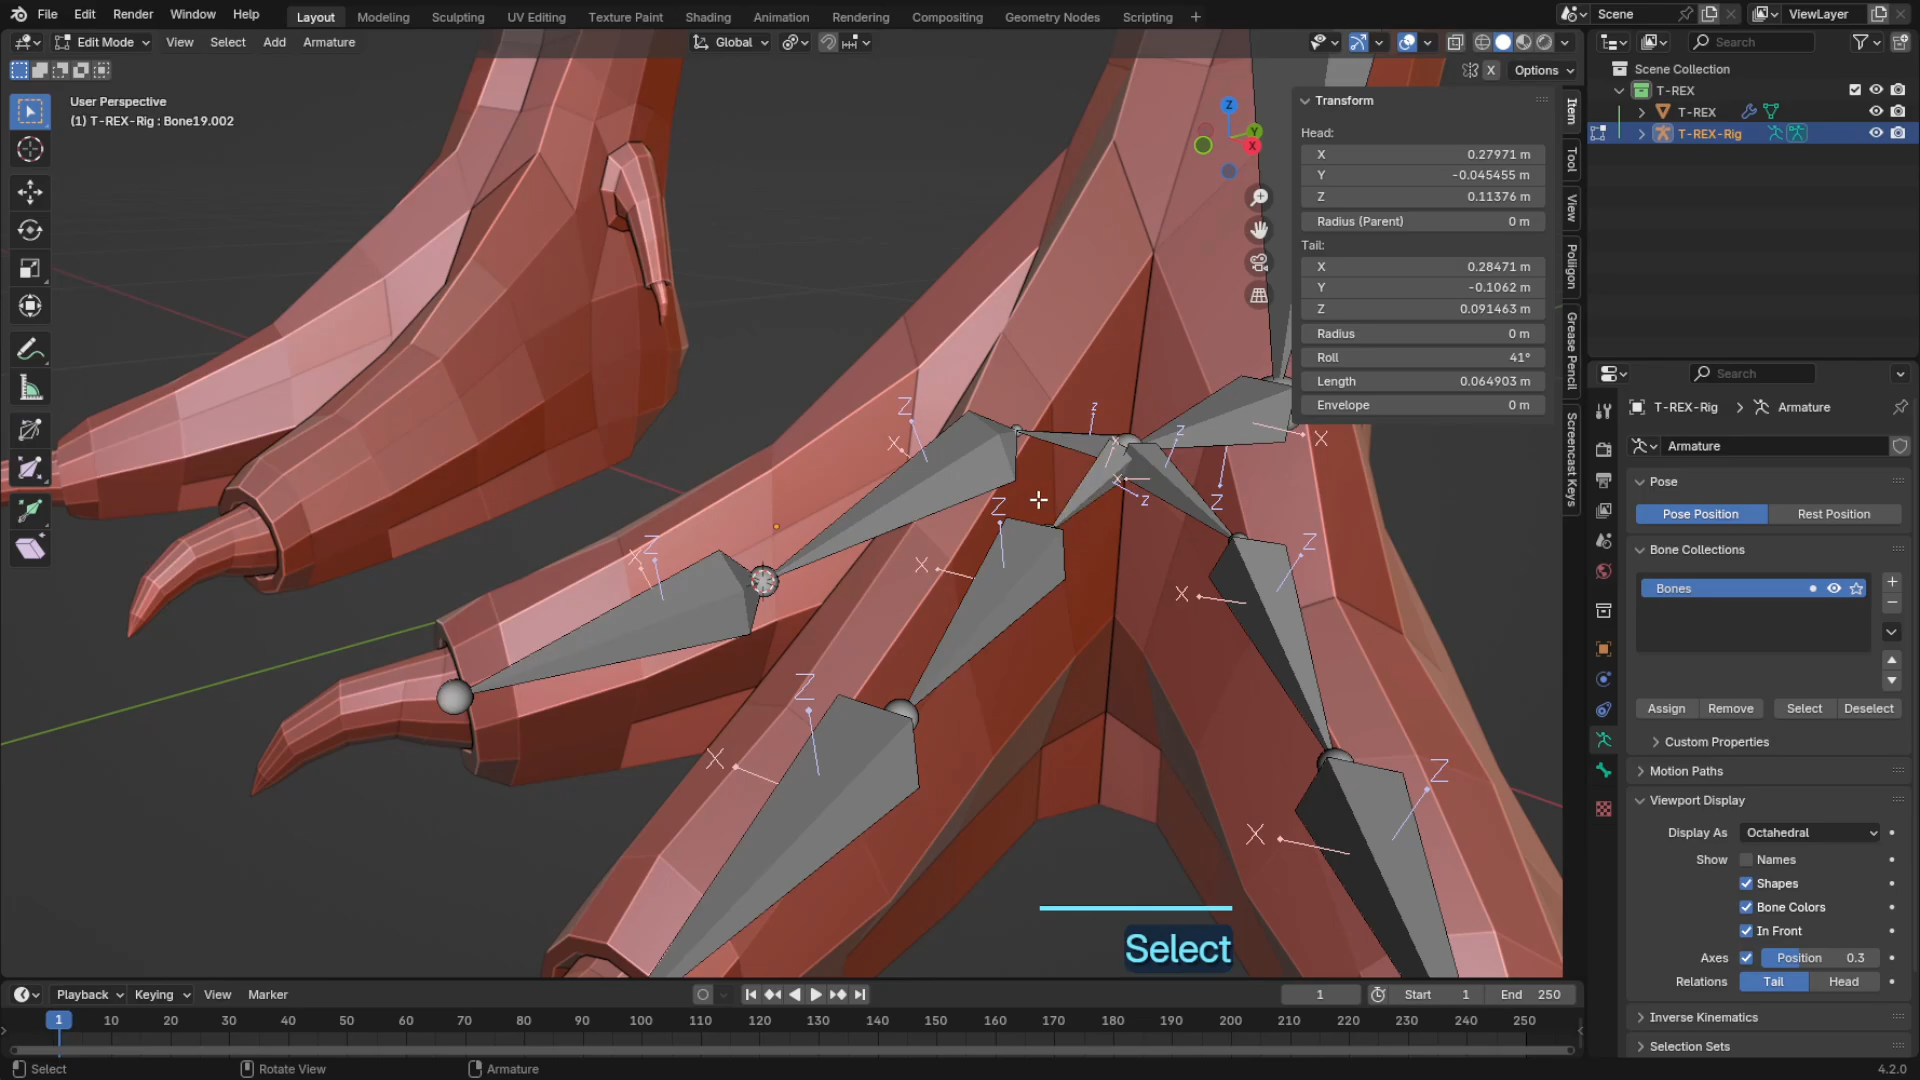 File Edit Render Window Help Layout Modeling Sculpting UV Editing Texture Paint Shading Animation Rendering Compositing Geometry Nodes Scripting + Scene ViewLayer
Edit Mode View Select Add Armature Global Search
X Options
User Perspective
(1) T-REX-Rig : Bone19.002
Scene Collection
T-REX
T-REX
T-REX-Rig
Z
Y
X
Transform
Head:
X 0.27971 m
Y -0.045455 m
Z 0.11376 m
Radius (Parent) 0 m
Tail:
X 0.28471 m
Y -0.1062 m
Z 0.091463 m
Radius 0 m
Roll 41°
Length 0.064903 m
Envelope 0 m
Item
Tool
View
Poliigon
Grease Pencil
Screencast Keys
Search
T-REX-Rig > Armature
Armature
Pose
Pose Position Rest Position
Bone Collections
Bones
Assign Remove Select Deselect
Custom Properties
Motion Paths
Viewport Display
Display As Octahedral
Show Names
Shapes
Bone Colors
In Front
Axes Position 0.3
Relations Tail Head
Inverse Kinematics
Selection Sets
Z
X
z
X
z
z
X
X
z
Z
Z
X
X
Z
Z
X
Z
X
Z
X
Z
X
Select
Playback Keying View Marker 1 Start 1 End 250
1 10 20 30 40 50 60 70 80 90 100 110 120 130 140 150 160 170 180 190 200 210 220 230 240 250
Select Rotate View Armature 4.2.0